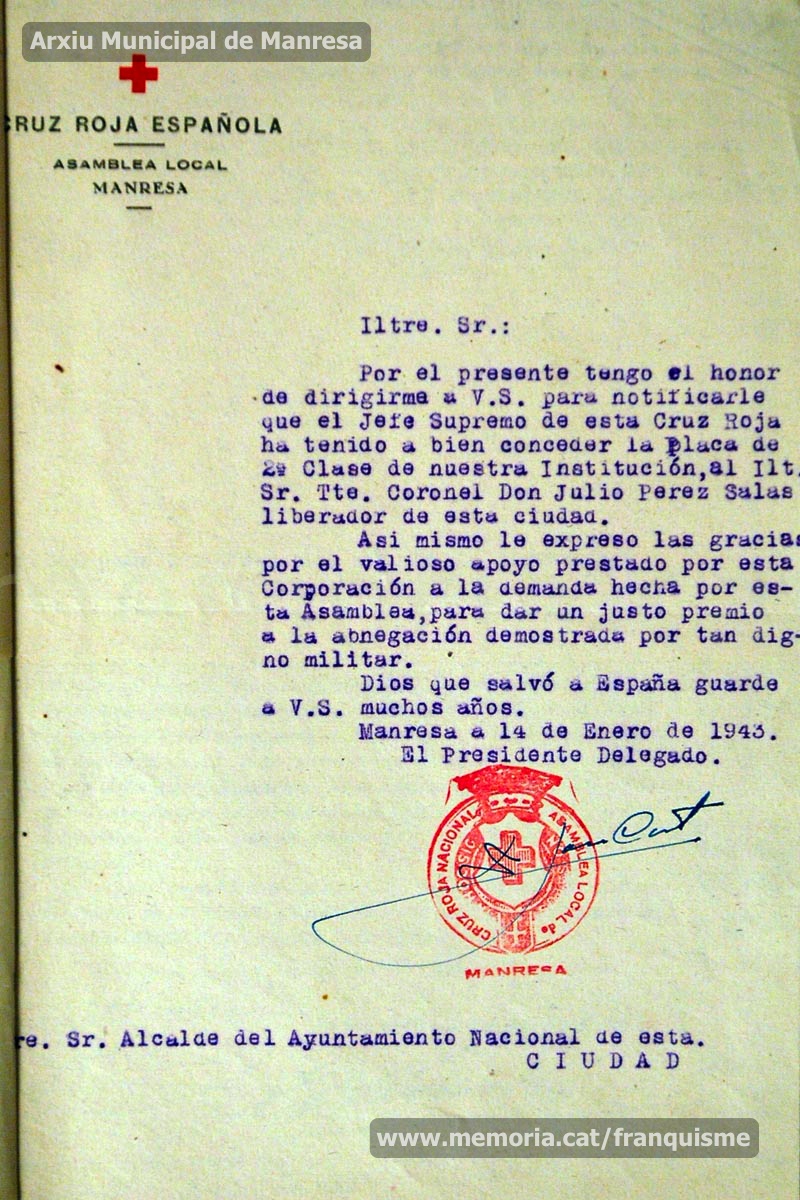 Arxiu Municipal de Manresa
CRUZ ROJA ESPAÑOLA
ASAMBLEA LOCAL
MANRESA
Iltre. Sr.:
Por el presente tengo el honor
de dirigirme a V.S. para notificarle
que el Jefe Supremo de esta Cruz Roja
ha tenido a bien conceder la placa de
2ª Clase de nuestra Institución,al Ilt.
Sr. Tte. Coronel Don Julio Perez Salas
liberador de esta ciudad.
Asi mismo le expreso las gracias
por el valioso apoyo prestado por esta
Corporación a la demanda hecha por es-
ta Asamblea,para dar un justo premio
a la abnegación demostrada por tan dig-
no militar.
Dios que salvó a España guarde
a V.S. muchos años.
Manresa a 14 de Enero de 1943.
El Presidente Delegado.
CRUZ ROJA NACIONAL ASAMBLEA LOCAL de
MANRESA
re. Sr. Alcalde del Ayuntamiento Nacional de esta.
C I U D A D
www.memoria.cat/franquisme